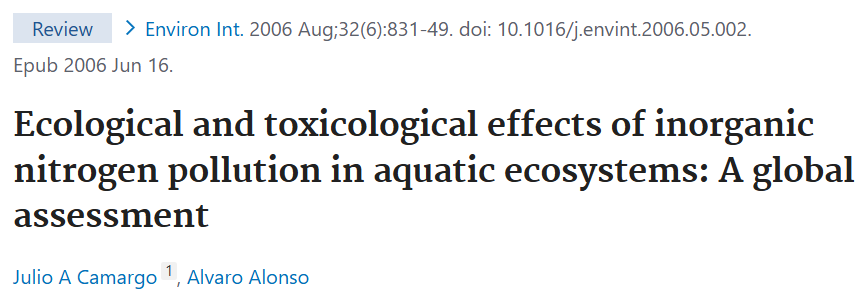 Review > Environ Int. 2006 Aug;32(6):831-49. doi: 10.1016/j.envint.2006.05.002.
Epub 2006 Jun 16.
Ecological and toxicological effects of inorganic
nitrogen pollution in aquatic ecosystems: A global
assessment
Julio A Camargo 1, Alvaro Alonso